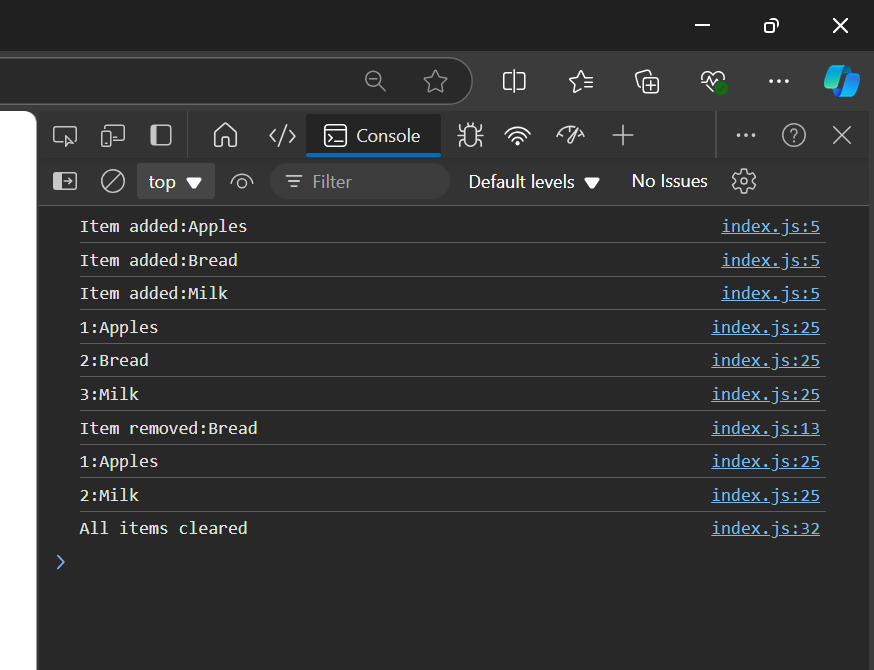 Console
top
Filter
Default levels
No Issues
Item added:Apples index.js:5
Item added:Bread index.js:5
Item added:Milk index.js:5
1:Apples index.js:25
2:Bread index.js:25
3:Milk index.js:25
Item removed:Bread index.js:13
1:Apples index.js:25
2:Milk index.js:25
All items cleared index.js:32